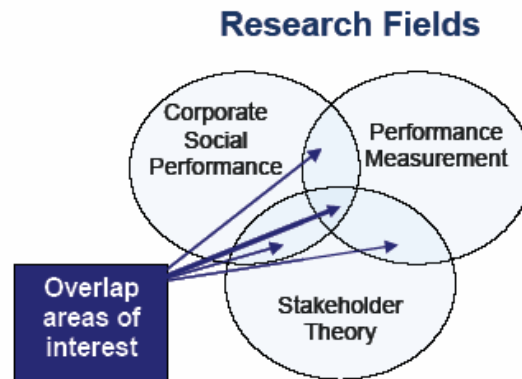 Research Fields
Corporate
Social
Performance
Performance
Measurement
Stakeholder
Theory
Overlap
areas of
interest